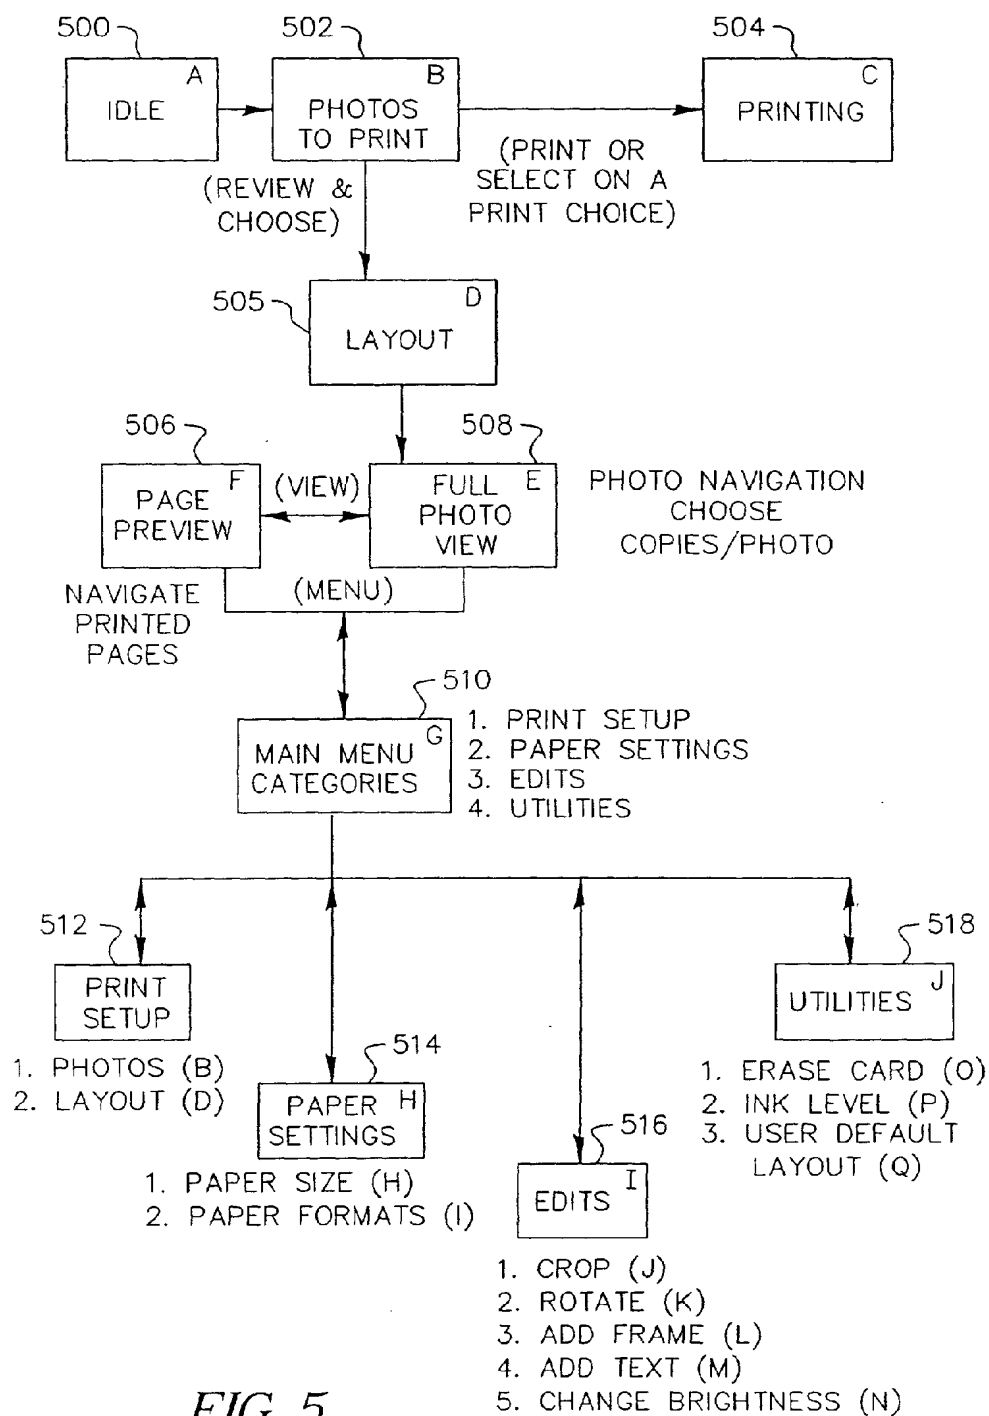 500
502
504
A
IDLE
B
PHOTOS
TO PRINT
C
PRINTING
(REVIEW &
CHOOSE)
(PRINT OR
SELECT ON A
PRINT CHOICE)
505
D
LAYOUT
506
508
F
PAGE
PREVIEW
(VIEW)
FULL E
PHOTO
VIEW
PHOTO NAVIGATION
CHOOSE
COPIES/PHOTO
NAVIGATE
PRINTED
PAGES
(MENU)
510
G
MAIN MENU
CATEGORIES
1. PRINT SETUP
2. PAPER SETTINGS
3. EDITS
4. UTILITIES
512
PRINT
SETUP
1. PHOTOS (B)
2. LAYOUT (D)
514
PAPER H
SETTINGS
1. PAPER SIZE (H)
2. PAPER FORMATS (I)
516
I
EDITS
1. CROP (J)
2. ROTATE (K)
3. ADD FRAME (L)
4. ADD TEXT (M)
5. CHANGE BRIGHTNESS (N)
518
J
UTILITIES
1. ERASE CARD (O)
2. INK LEVEL (P)
3. USER DEFAULT
LAYOUT (Q)
FIG. 5